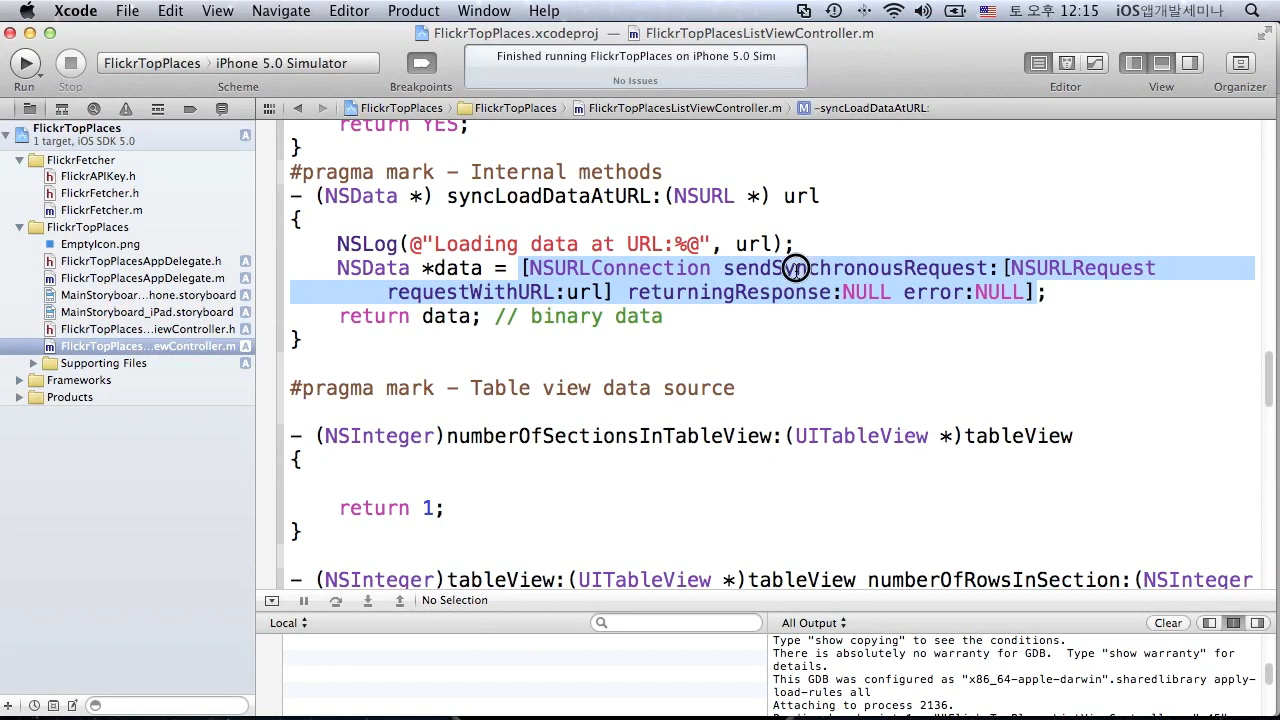 Xcode File Edit View Navigate Editor Product Window Help 토 오후 12:15 iOS앱개발세미나
FlickrTopPlaces.xcodeproj — FlickrTopPlacesListViewController.m
FlickrTopPlaces iPhone 5.0 Simulator
Finished running FlickrTopPlaces on iPhone 5.0 Simu
No Issues
Run Stop Scheme Breakpoints Editor View Organizer
FlickrTopPlaces FlickrTopPlaces FlickrTopPlacesListViewController.m M -syncLoadDataAtURL:
FlickrTopPlaces
1 target, iOS SDK 5.0
FlickrFetcher
FlickrAPIKey.h
FlickrFetcher.h
FlickrFetcher.m
FlickrTopPlaces
EmptyIcon.png
FlickrTopPlacesAppDelegate.h
FlickrTopPlacesAppDelegate.m
MainStoryboard...hone.storyboard
MainStoryboard_iPad.storyboard
FlickrTopPlaces...iewController.h
FlickrTopPlaces...ewController.m
Supporting Files
Frameworks
Products
return YES;
}
#pragma mark - Internal methods
- (NSData *) syncLoadDataAtURL:(NSURL *) url
{
NSLog(@"Loading data at URL:%@", url);
NSData *data = [NSURLConnection sendSynchronousRequest:[NSURLRequest
requestWithURL:url] returningResponse:NULL error:NULL];
return data; // binary data
}
#pragma mark - Table view data source
- (NSInteger)numberOfSectionsInTableView:(UITableView *)tableView
{
return 1;
}
- (NSInteger)tableView:(UITableView *)tableView numberOfRowsInSection:(NSInteger
No Selection
Local All Output Clear
Type "show copying" to see the conditions.
There is absolutely no warranty for GDB.  Type "show warranty" for
details.
This GDB was configured as "x86_64-apple-darwin".sharedlibrary apply-
load-rules all
Attaching to process 2136.